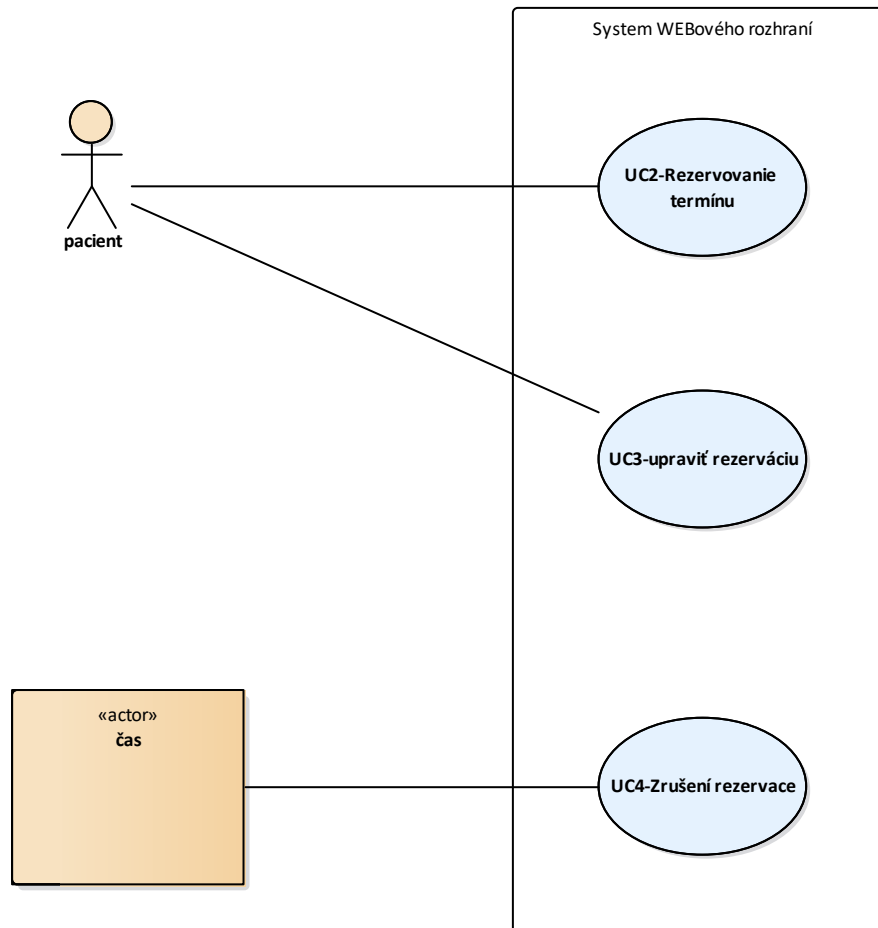 System WEBového rozhraní
UC2-Rezervovanie
termínu
pacient
UC3-upraviť rezerváciu
«actor»
čas
UC4-Zrušení rezervace